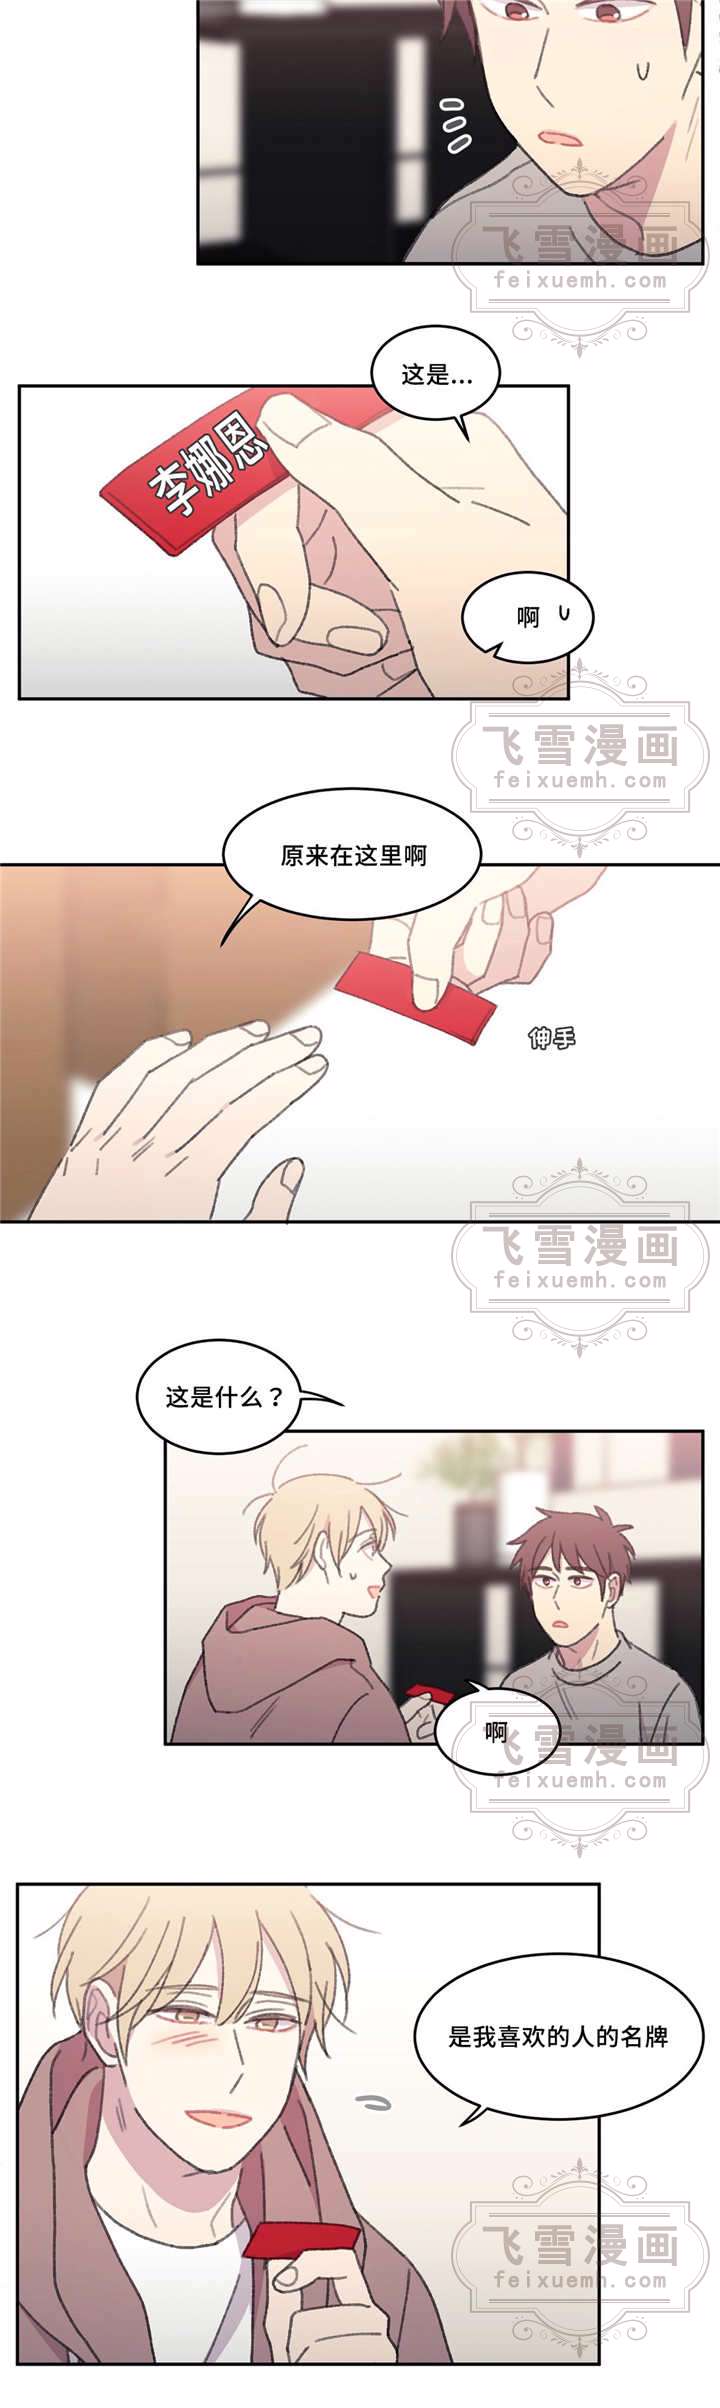 飞雪漫画
feixuemh.com
这是...
李娜恩
啊
飞雪漫画
feixuemh.com
原来在这里啊
伸手
飞雪漫画
feixuemh.com
这是什么？
啊
飞雪漫画
feixuemh.com
是我喜欢的人的名牌
飞雪漫画
feixuemh.com